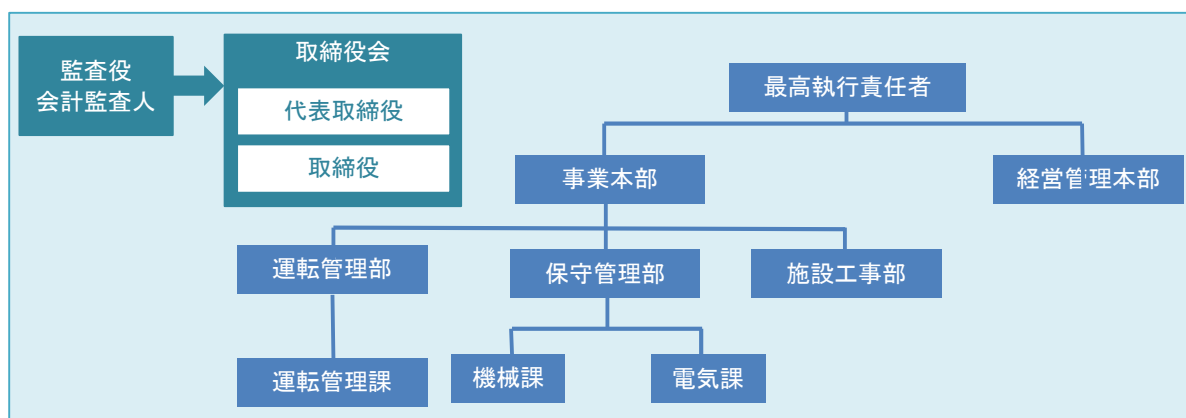 監査役
会計監査人
取締役会
代表取締役
取締役
最高執行責任者
事業本部
経営管理本部
運転管理部
保守管理部
施設工事部
運転管理課
機械課
電気課